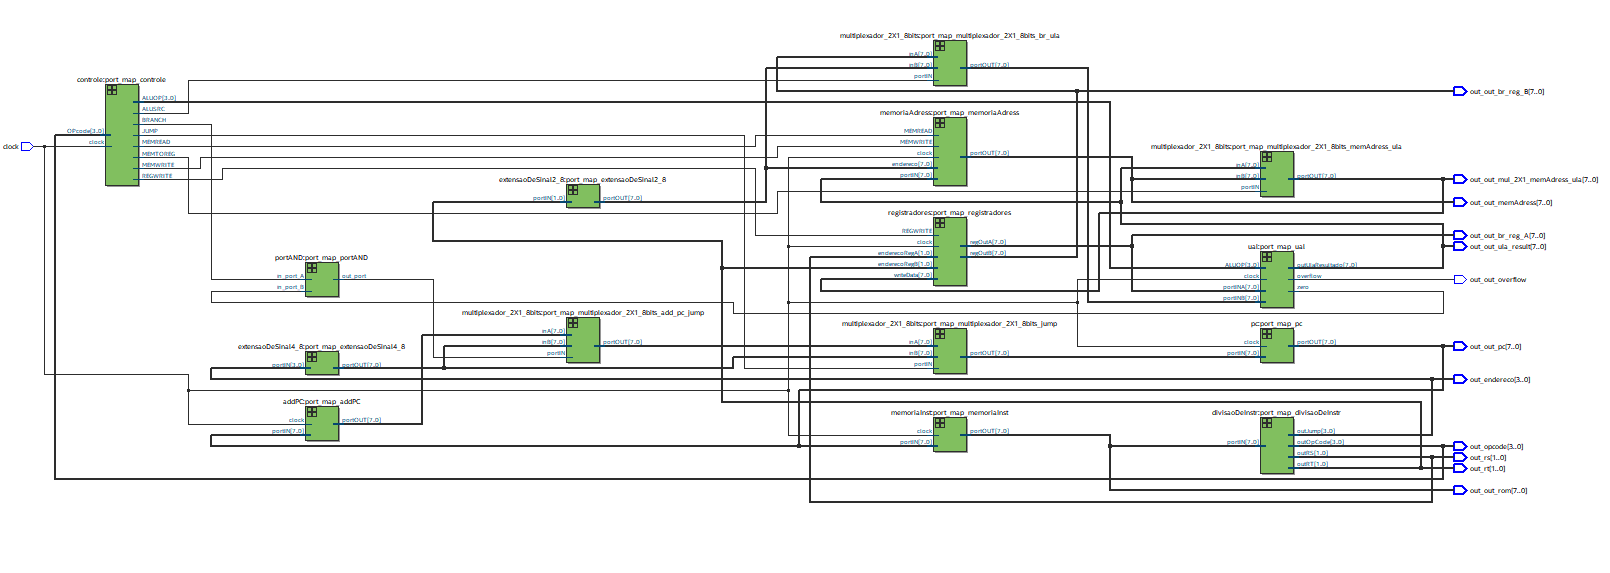 multiplexador_2X1_8bits:port_map_multiplexador_2X1_8bits_br_ula
inA[7..0]
inB[7..0]
portIN
portOUT[7..0]
out_out_br_reg_B[7..0]
controle:port_map_controle
OPcode[3..0]
clock
ALUOP[3..0]
ALUSRC
BRANCH
JUMP
MEMREAD
MEMTOREG
MEMWRITE
REGWRITE
clock
memoriaAdress:port_map_memoriaAdress
MEMREAD
MEMWRITE
clock
endereco[7..0]
portIN[7..0]
portOUT[7..0]
multiplexador_2X1_8bits:port_map_multiplexador_2X1_8bits_memAdress_ula
inA[7..0]
inB[7..0]
portIN
portOUT[7..0]
out_out_mul_2X1_memAdress_ula[7..0]
out_out_memAdress[7..0]
extensaoDeSinal2_8:port_map_extensaoDeSinal2_8
portIN[1..0]
portOUT[7..0]
registradores:port_map_registradores
REGWRITE
clock
enderecoRegA[1..0]
enderecoRegB[1..0]
writeData[7..0]
regOutA[7..0]
regOutB[7..0]
out_out_br_reg_A[7..0]
out_out_ula_result[7..0]
ual:port_map_ual
ALUOP[3..0]
clock
portINA[7..0]
portINB[7..0]
outUlaResultado[7..0]
overflow
zero
out_out_overflow
portAND:port_map_portAND
in_port_A
in_port_B
out_port
multiplexador_2X1_8bits:port_map_multiplexador_2X1_8bits_add_pc_jump
inA[7..0]
inB[7..0]
portIN
portOUT[7..0]
multiplexador_2X1_8bits:port_map_multiplexador_2X1_8bits_jump
inA[7..0]
inB[7..0]
portIN
portOUT[7..0]
pc:port_map_pc
clock
portIN[7..0]
portOUT[7..0]
out_out_pc[7..0]
extensaoDeSinal4_8:port_map_extensaoDeSinal4_8
portIN[3..0]
portOUT[7..0]
out_endereco[3..0]
addPC:port_map_addPC
clock
portIN[7..0]
portOUT[7..0]
memoriaInst:port_map_memoriaInst
clock
portIN[7..0]
portOUT[7..0]
divisaoDeInstr:port_map_divisaoDeInstr
portIN[7..0]
outJump[3..0]
outOpCode[3..0]
outRS[1..0]
outRT[1..0]
out_opcode[3..0]
out_rs[1..0]
out_rt[1..0]
out_out_rom[7..0]